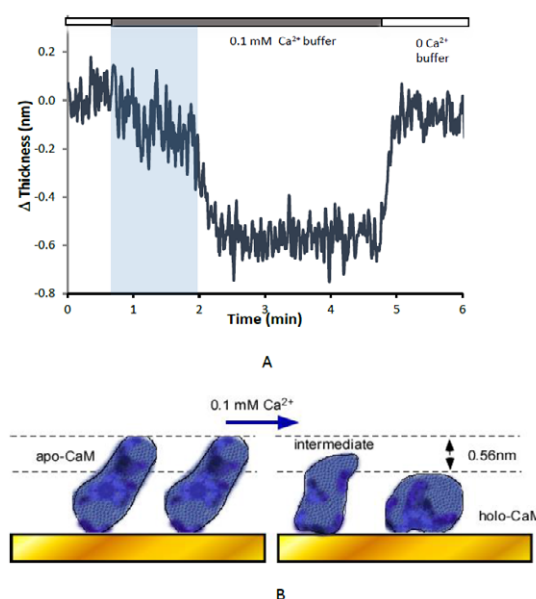 0.1 mM Ca²⁺ buffer
0 Ca²⁺
buffer
Δ Thickness (nm)
0.2
0.0
-0.2
-0.4
-0.6
-0.8
0 1 2 3 4 5 6
Time (min)
A
0.1 mM Ca²⁺
apo-CaM
intermediate
0.56nm
holo-CaM
B